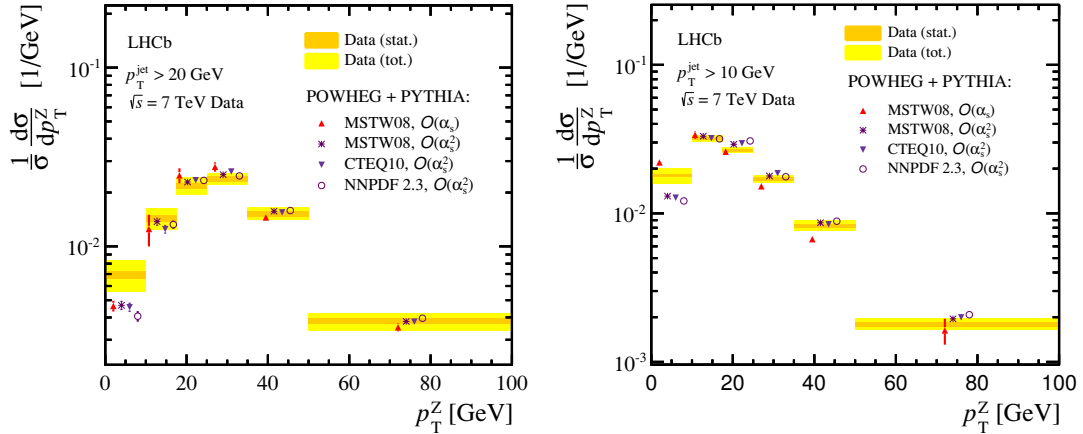 LHCb
p_T^jet > 20 GeV
√s = 7 TeV Data
Data (stat.)
Data (tot.)
POWHEG + PYTHIA:
MSTW08, O(α_s)
MSTW08, O(α_s^2)
CTEQ10, O(α_s^2)
NNPDF 2.3, O(α_s^2)
1/σ dσ/dp_T^Z [1/GeV]
10^-1
10^-2
0 20 40 60 80 100
p_T^Z [GeV]
LHCb
p_T^jet > 10 GeV
√s = 7 TeV Data
Data (stat.)
Data (tot.)
POWHEG + PYTHIA:
MSTW08, O(α_s)
MSTW08, O(α_s^2)
CTEQ10, O(α_s^2)
NNPDF 2.3, O(α_s^2)
1/σ dσ/dp_T^Z [1/GeV]
10^-1
10^-2
10^-3
0 20 40 60 80 100
p_T^Z [GeV]